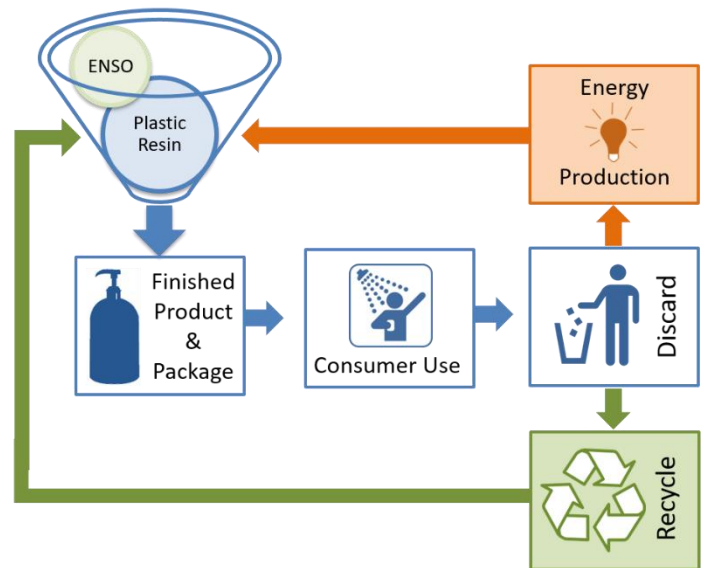 ENSO
Plastic
Resin
Energy
Production
Finished
Product
&
Package
Consumer Use
Discard
Recycle